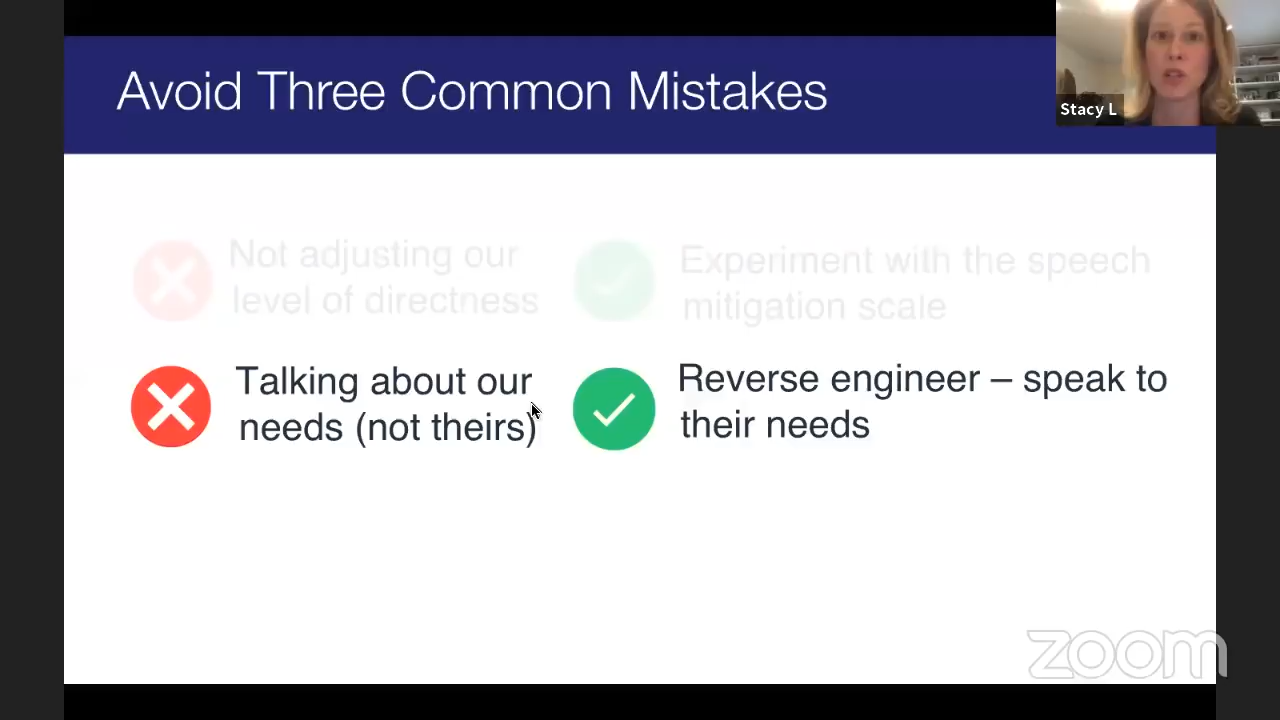 Avoid Three Common Mistakes
Stacy L
Not adjusting our
level of directness
Experiment with the speech
mitigation scale
Talking about our
needs (not theirs)
Reverse engineer – speak to
their needs
zoom